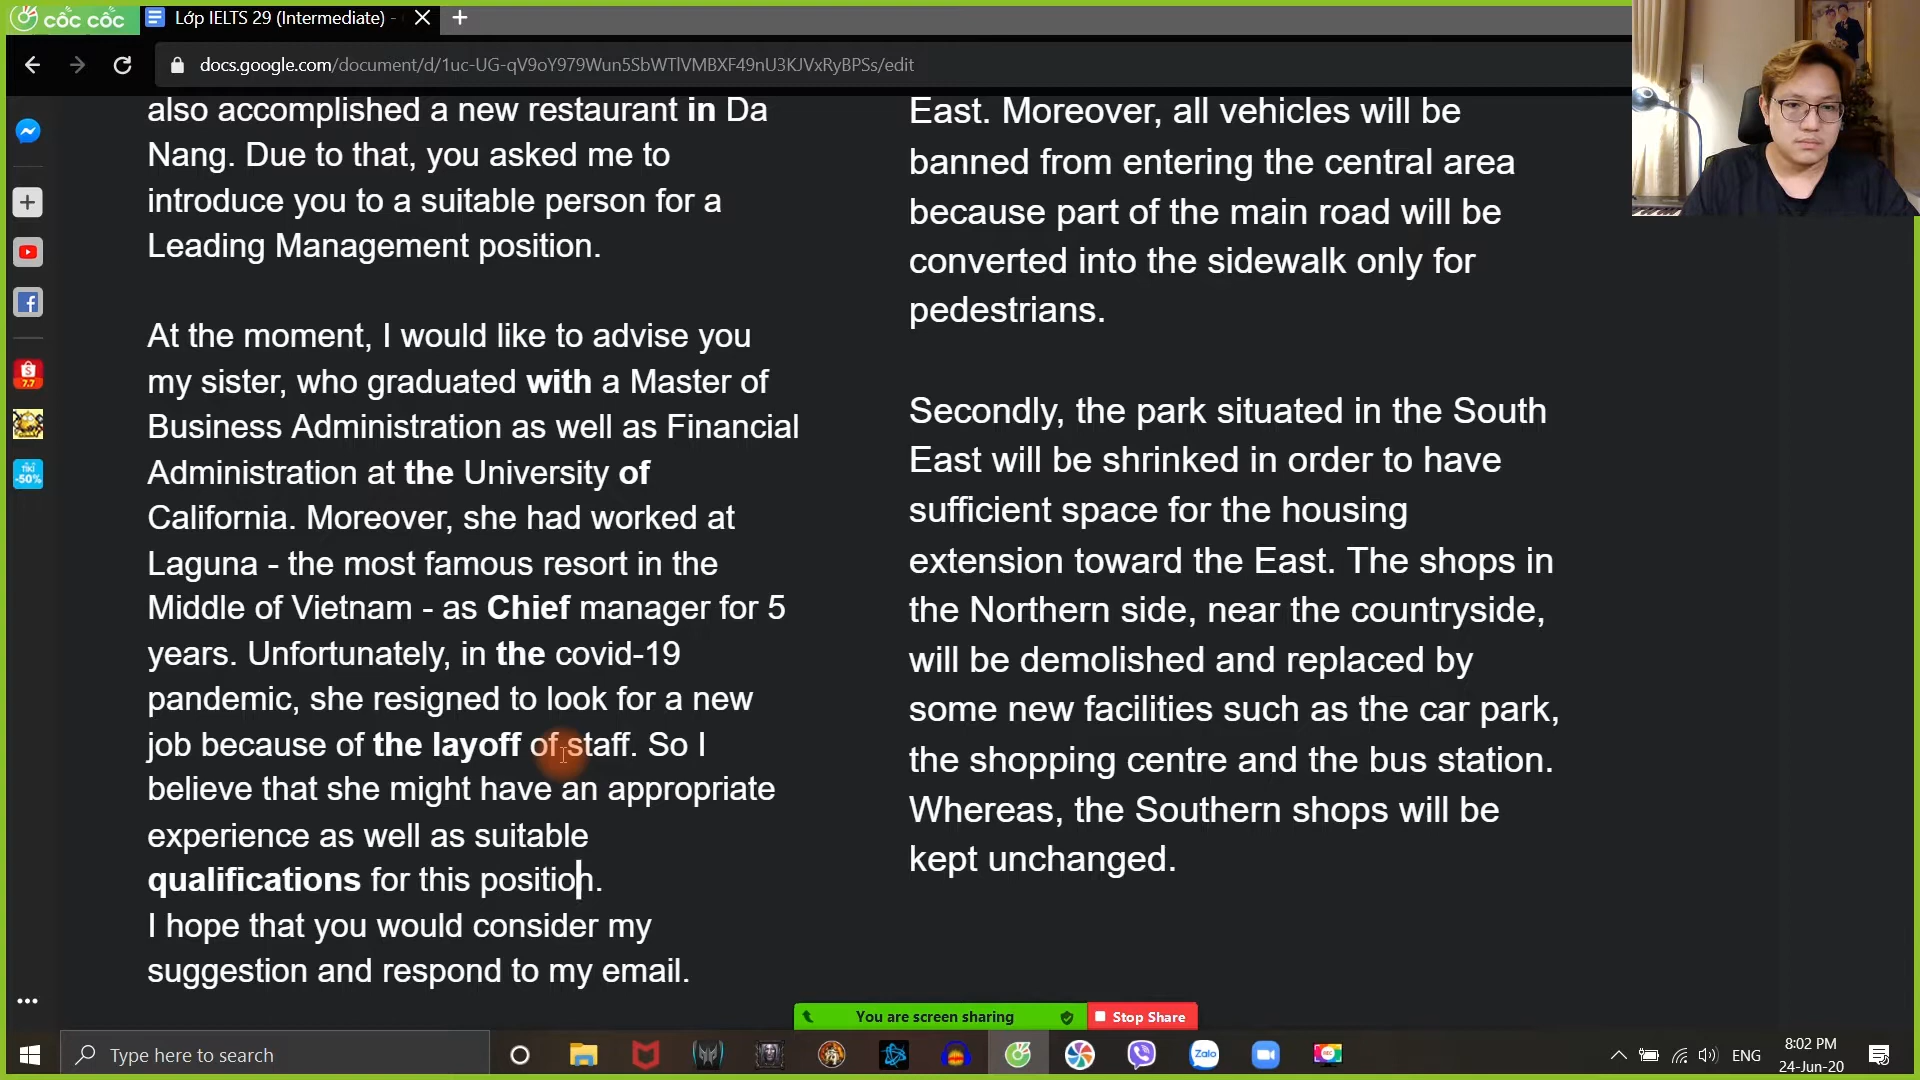 cốc cốc
Lớp IELTS 29 (Intermediate) -
docs.google.com/document/d/1uc-UG-qV9oY979Wun5SbWTlVMBXF49nU3KJVxRyBPSs/edit
also accomplished a new restaurant in Da
Nang. Due to that, you asked me to
introduce you to a suitable person for a
Leading Management position.
At the moment, I would like to advise you
my sister, who graduated with a Master of
Business Administration as well as Financial
Administration at the University of
California. Moreover, she had worked at
Laguna - the most famous resort in the
Middle of Vietnam - as Chief manager for 5
years. Unfortunately, in the covid-19
pandemic, she resigned to look for a new
job because of the layoff of staff. So I
believe that she might have an appropriate
experience as well as suitable
qualifications for this position.
I hope that you would consider my
suggestion and respond to my email.
East. Moreover, all vehicles will be
banned from entering the central area
because part of the main road will be
converted into the sidewalk only for
pedestrians.
Secondly, the park situated in the South
East will be shrinked in order to have
sufficient space for the housing
extension toward the East. The shops in
the Northern side, near the countryside,
will be demolished and replaced by
some new facilities such as the car park,
the shopping centre and the bus station.
Whereas, the Southern shops will be
kept unchanged.
7.7
TIKI
-50%
You are screen sharing
Stop Share
Type here to search
Zalo
ENG
8:02 PM
24-Jun-20